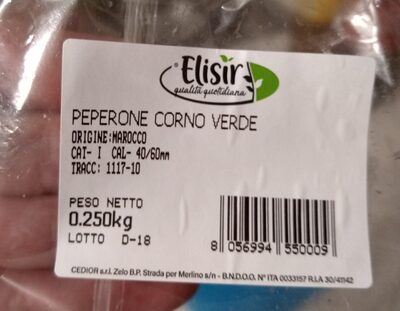 ® Elisir
qualità quotidiana
PEPERONE CORNO VERDE
ORIGINE:MAROCCO
CAT- I CAL- 40/60mm
TRACC: 1117-10
PESO NETTO
0.250kg
LOTTO D-18
8 056994 550009
CEDIOR s.r.l. Zelo B.P. Strada per Merlino s/n - B.N.D.O.O. N° ITA 0033157 R.I.A 30/41142